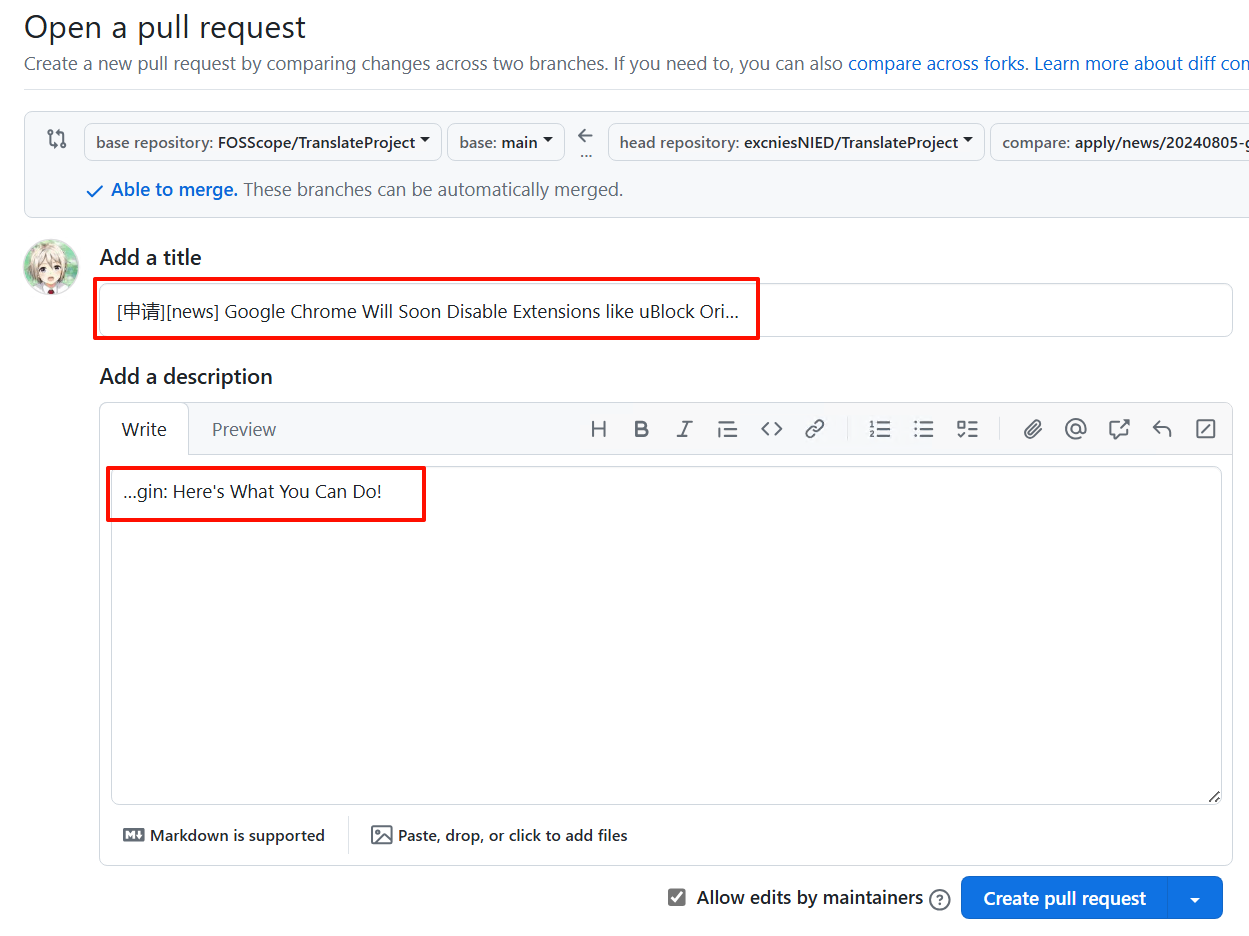 Open a pull request
Create a new pull request by comparing changes across two branches. If you need to, you can also compare across forks. Learn more about diff con
base repository: FOSScope/TranslateProject base: main ... head repository: excniesNIED/TranslateProject compare: apply/news/20240805-g
Able to merge. These branches can be automatically merged.
Add a title
[申请][news] Google Chrome Will Soon Disable Extensions like uBlock Ori...
Add a description
Write Preview
...gin: Here's What You Can Do!
Markdown is supported Paste, drop, or click to add files
Allow edits by maintainers ? Create pull request